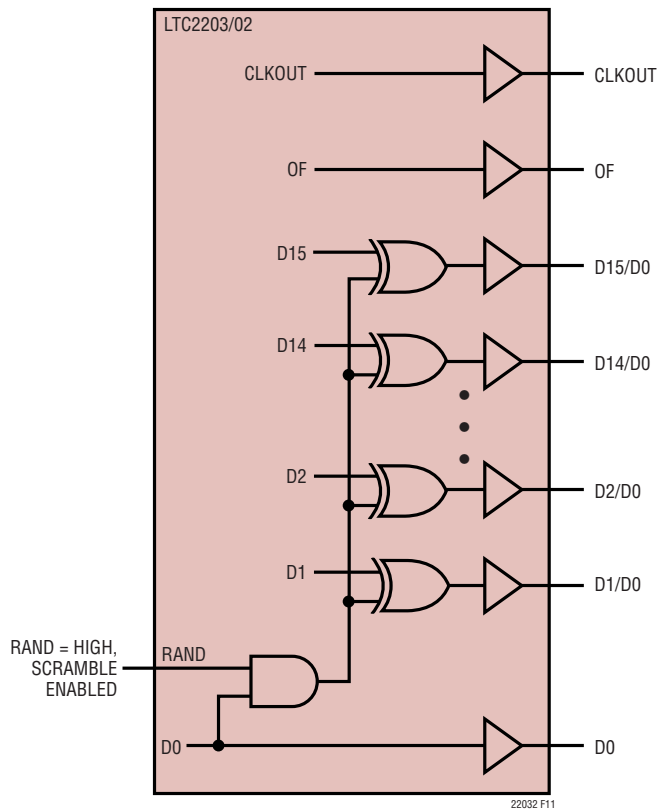 LTC2203/02
CLKOUT
CLKOUT
OF
OF
D15
D15/D0
D14
D14/D0
D2
D2/D0
D1
D1/D0
RAND = HIGH,
SCRAMBLE
ENABLED
RAND
D0
D0
22032 F11